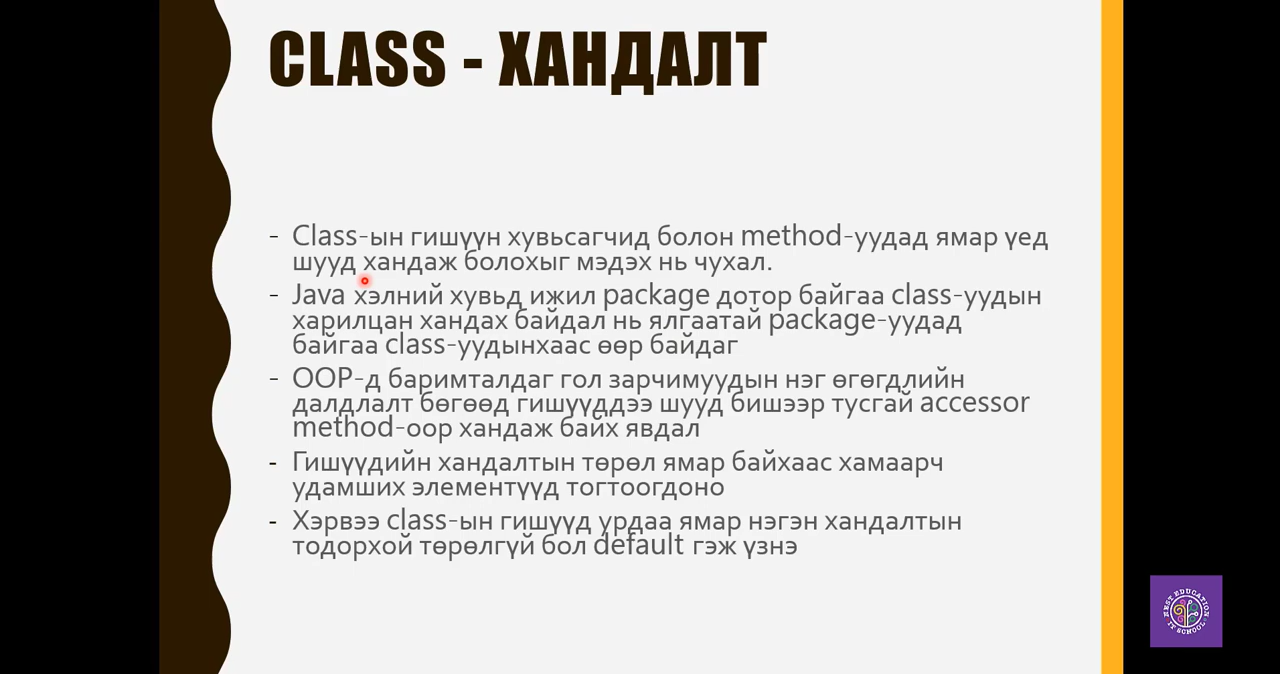 CLASS - ХАНДАЛТ
- Class-ын гишүүн хувьсагчид болон method-уудад ямар үед
шууд хандаж болохыг мэдэх нь чухал.
- Java хэлний хувьд ижил package дотор байгаа class-уудын
харилцан хандах байдал нь ялгаатай package-уудад
байгаа class-уудынхаас өөр байдаг
- OOP-д баримталдаг гол зарчимуудын нэг өгөгдлийн
далдлалт бөгөөд гишүүддээ шууд бишээр тусгай accessor
method-оор хандаж байх явдал
- Гишүүдийн хандалтын төрөл ямар байхаас хамаарч
удамших элементүүд тогтоогдоно
- Хэрвээ class-ын гишүүд урдаа ямар нэгэн хандалтын
тодорхой төрөлгүй бол default гэж үзнэ
NEST EDUCATION
IT SCHOOL